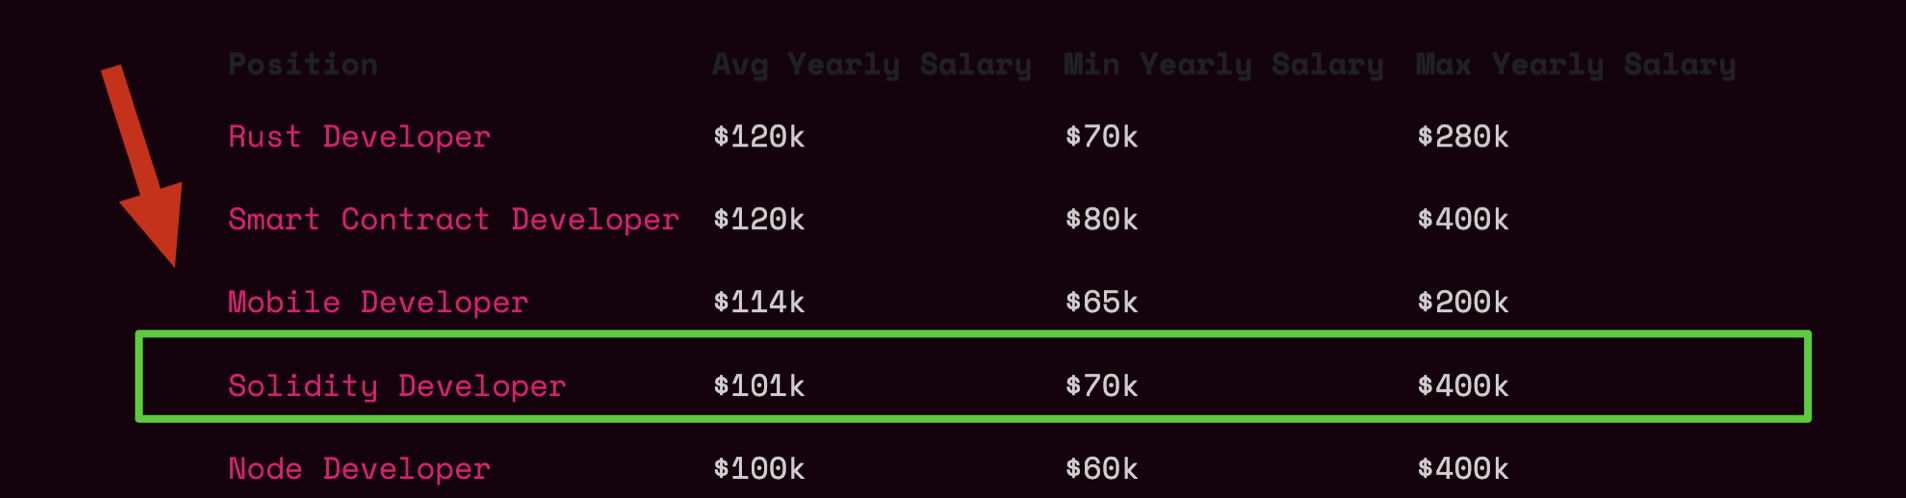 Position Avg Yearly Salary Min Yearly Salary Max Yearly Salary
Rust Developer $120k $70k $280k
Smart Contract Developer $120k $80k $400k
Mobile Developer $114k $65k $200k
Solidity Developer $101k $70k $400k
Node Developer $100k $60k $400k